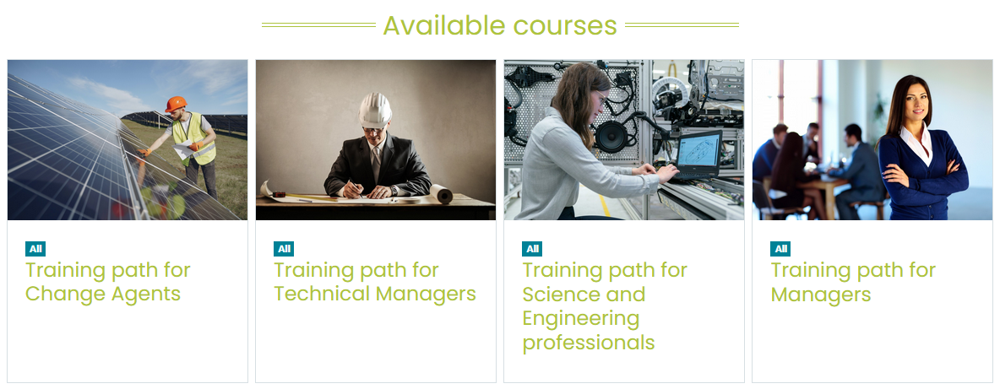 Available courses
All
Training path for
Change Agents
All
Training path for
Technical Managers
All
Training path for
Science and
Engineering
professionals
All
Training path for
Managers